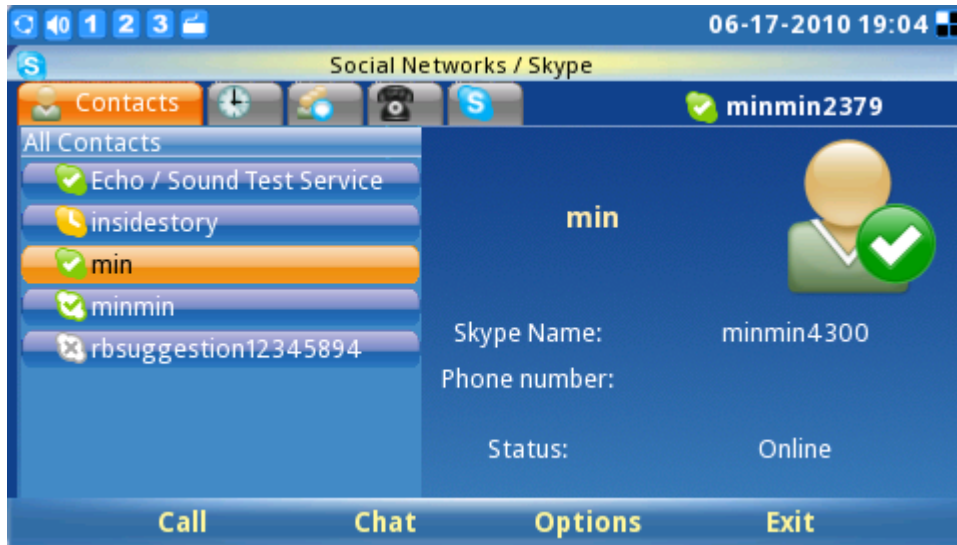 1 2 3 06-17-2010 19:04
Social Networks / Skype
Contacts S minmin2379
All Contacts
Echo / Sound Test Service
insidestory
min
minmin
rbsuggestion12345894
min
Skype Name: minmin4300
Phone number:
Status: Online
Call Chat Options Exit